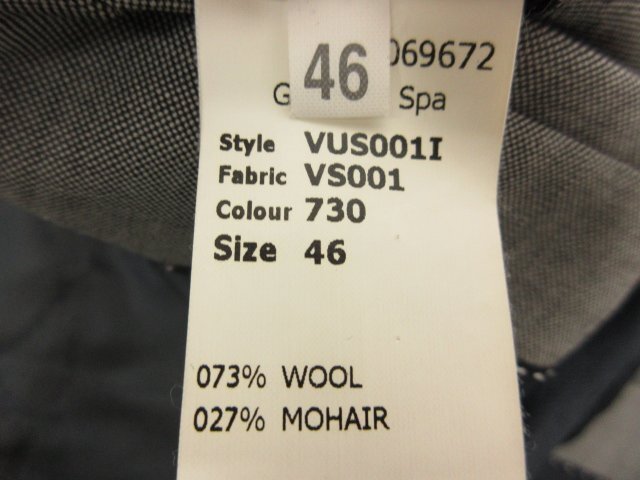 46
069672
G Spa
Style VUS001I
Fabric VS001
Colour 730
Size 46
073% WOOL
027% MOHAIR